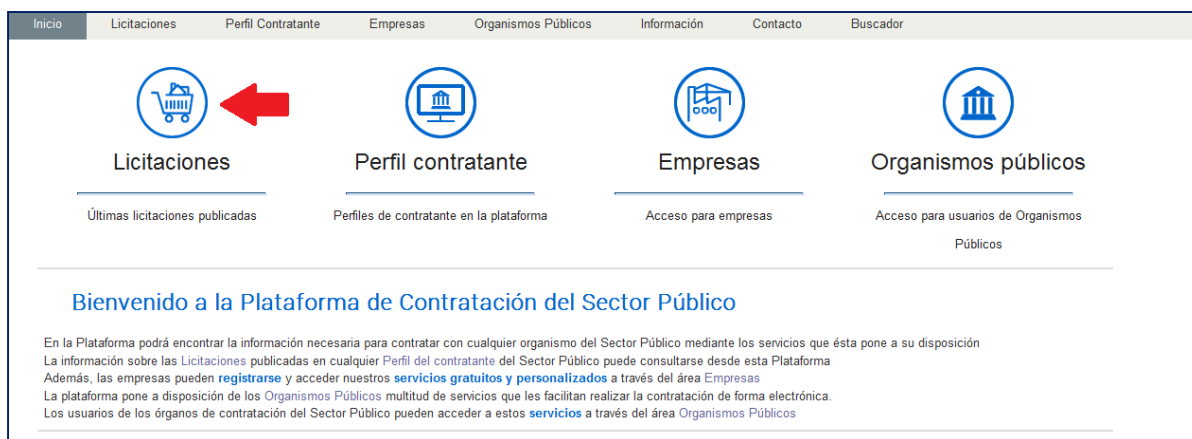 Inicio Licitaciones Perfil Contratante Empresas Organismos Públicos Información Contacto Buscador
Licitaciones Perfil contratante Empresas Organismos públicos
Últimas licitaciones publicadas Perfiles de contratante en la plataforma Acceso para empresas Acceso para usuarios de Organismos
Públicos
Bienvenido a la Plataforma de Contratación del Sector Público
En la Plataforma podrá encontrar la información necesaria para contratar con cualquier organismo del Sector Público mediante los servicios que ésta pone a su disposición
La información sobre las Licitaciones publicadas en cualquier Perfil del contratante del Sector Público puede consultarse desde esta Plataforma
Además, las empresas pueden registrarse y acceder nuestros servicios gratuitos y personalizados a través del área Empresas
La plataforma pone a disposición de los Organismos Públicos multitud de servicios que les facilitan realizar la contratación de forma electrónica.
Los usuarios de los órganos de contratación del Sector Público pueden acceder a estos servicios a través del área Organismos Públicos